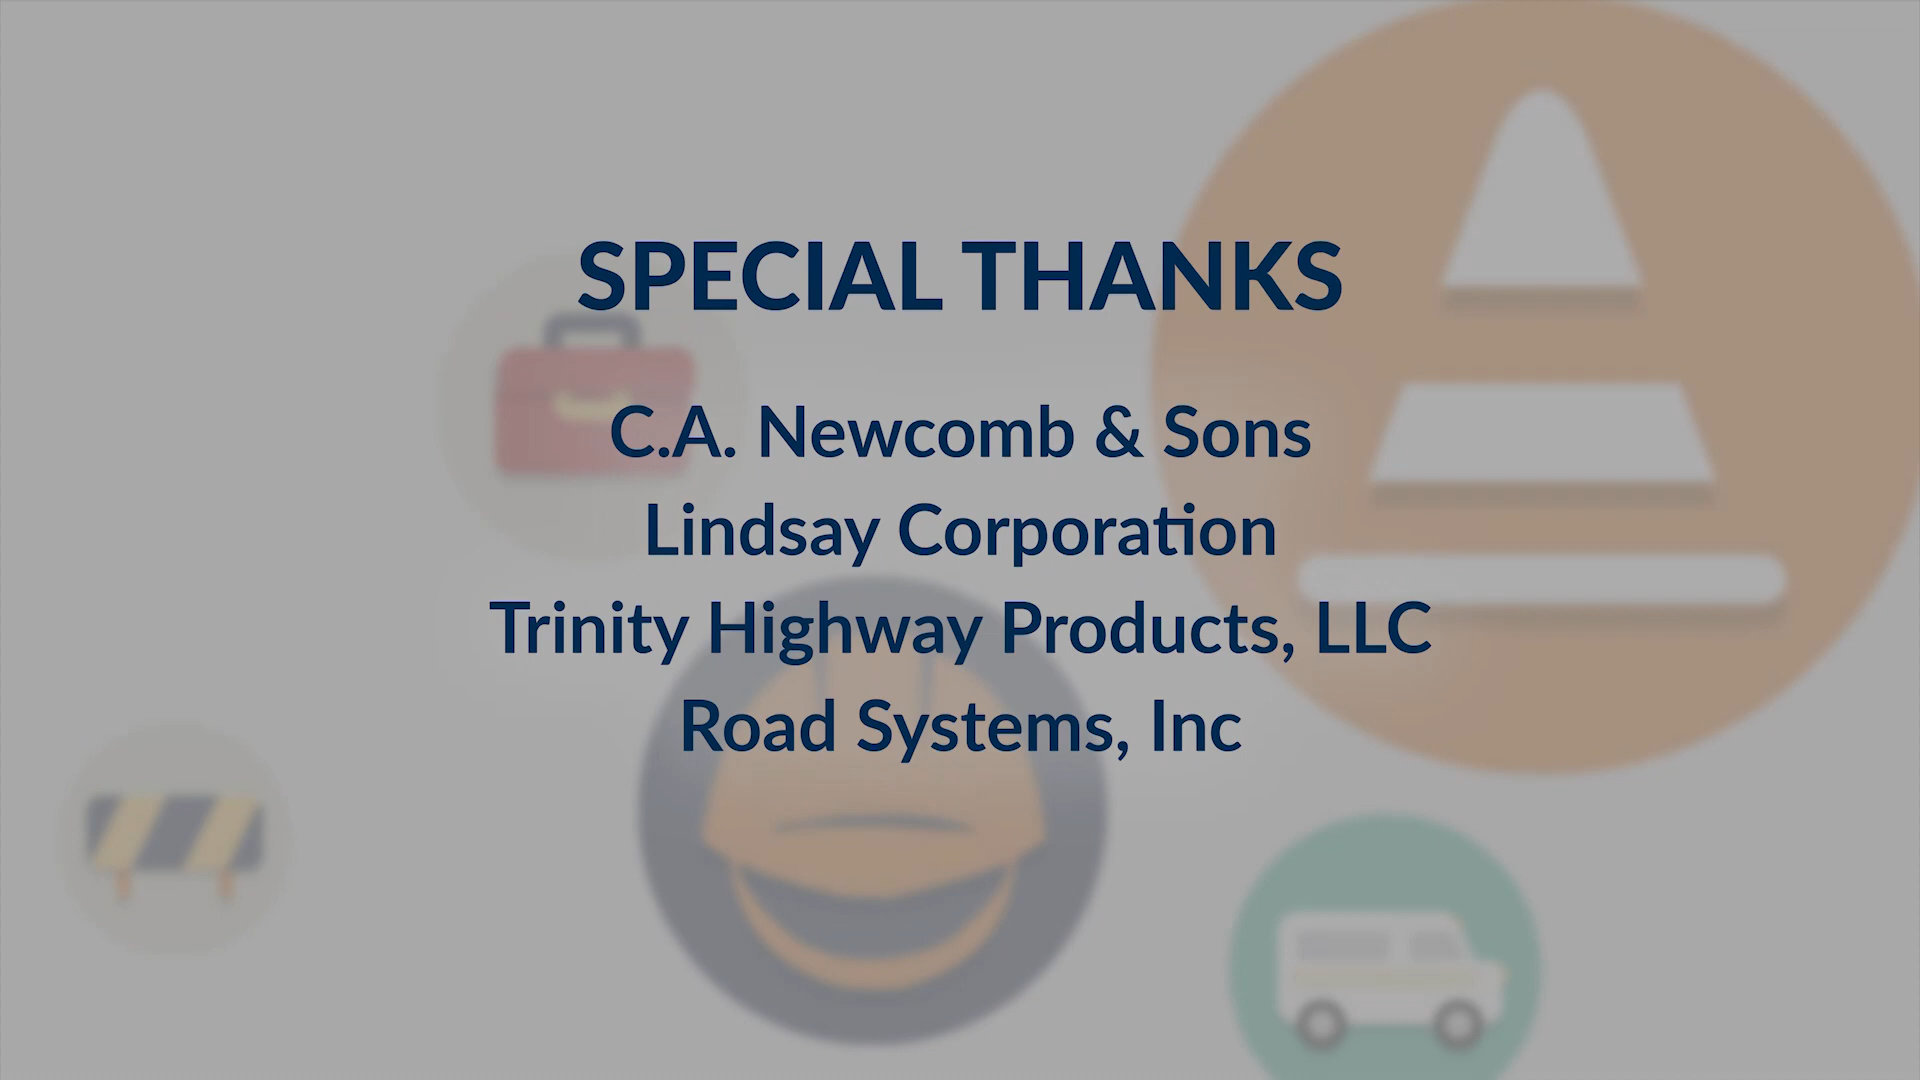 SPECIAL THANKS
C.A. Newcomb & Sons
Lindsay Corporation
Trinity Highway Products, LLC
Road Systems, Inc